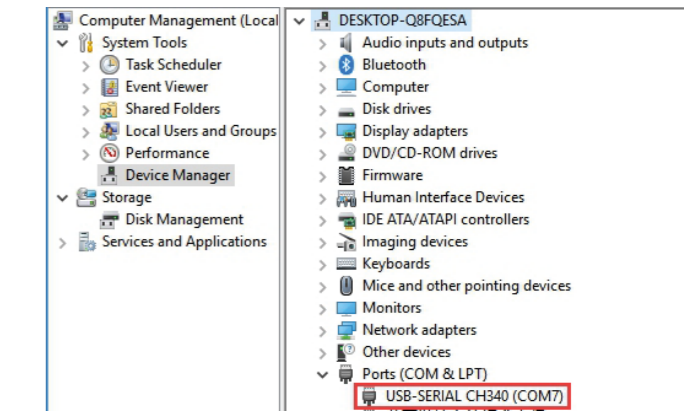 Computer Management (Local
System Tools
Task Scheduler
Event Viewer
Shared Folders
Local Users and Groups
Performance
Device Manager
Storage
Disk Management
Services and Applications
DESKTOP-Q8FQESA
Audio inputs and outputs
Bluetooth
Computer
Disk drives
Display adapters
DVD/CD-ROM drives
Firmware
Human Interface Devices
IDE ATA/ATAPI controllers
Imaging devices
Keyboards
Mice and other pointing devices
Monitors
Network adapters
Other devices
Ports (COM & LPT)
USB-SERIAL CH340 (COM7)